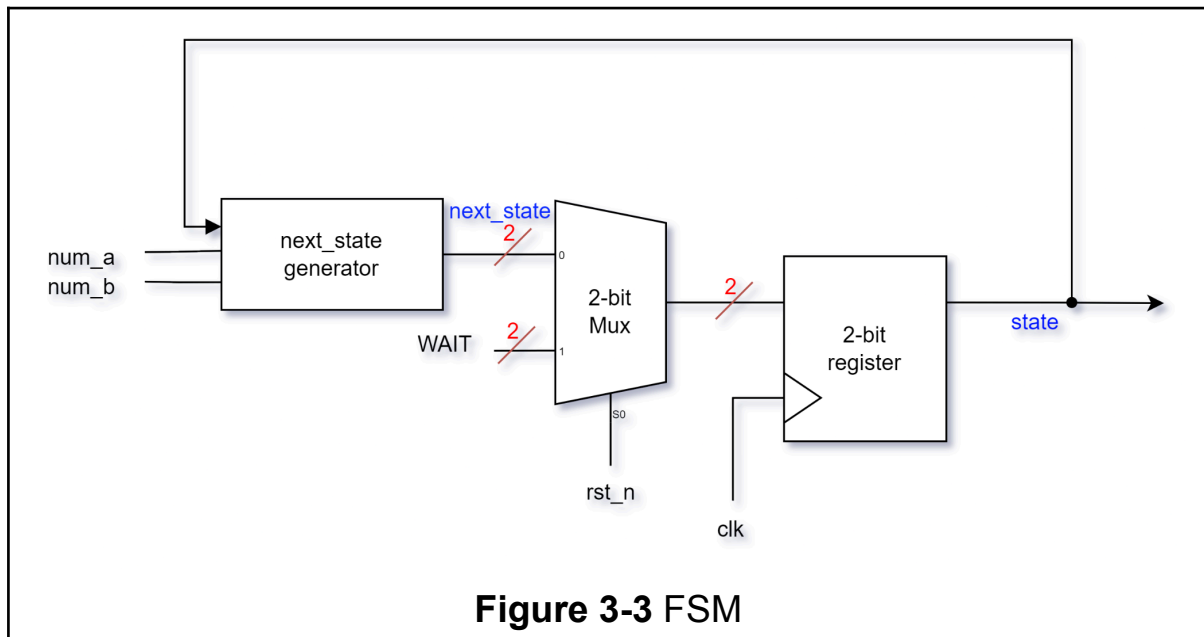 next_state
2
next_state
generator
num_a
num_b
0
2-bit
Mux
2
WAIT
2
1
S0
rst_n
2-bit
register
clk
state
Figure 3-3 FSM